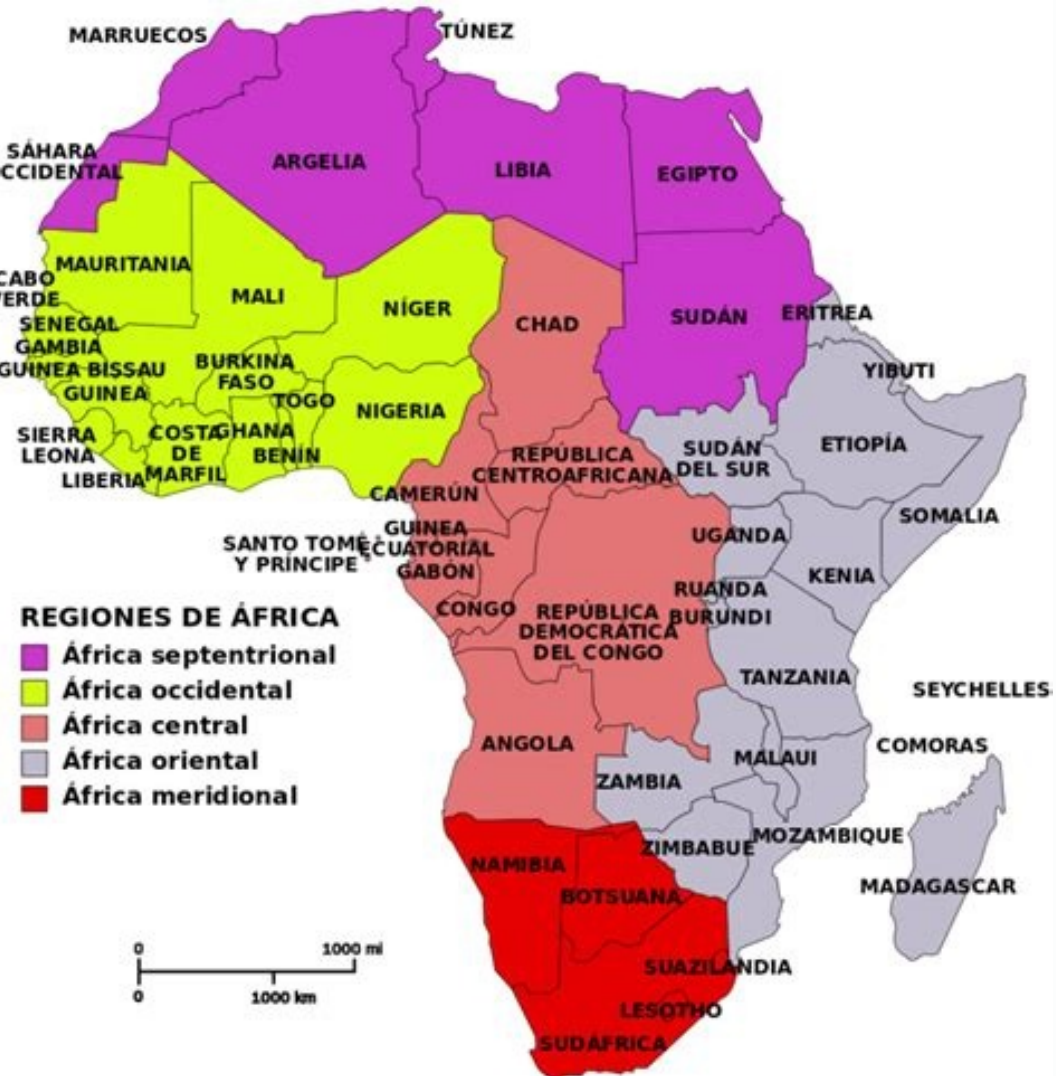 MARRUECOS
TÚNEZ
SÁHARA
CCIDENTAL
ARGELIA
LIBIA
EGIPTO
MAURITANIA
CABO
VERDE
MALI
NÍGER
CHAD
SUDÁN
ERITREA
SENEGAL
GAMBIA
GUINEA BISSAU
GUINEA
BURKINA
FASO
TOGO
NIGERIA
YIBUTI
SIERRA
LEONA
COSTA
DE
MARFIL
GHANA
BENÍN
LIBERIA
REPÚBLICA
CENTROAFRICANA
SUDÁN
DEL SUR
ETIOPÍA
CAMERÚN
SOMALIA
SANTO TOMÉ
Y PRÍNCIPE
GUINEA
ECUATORIAL
GABÓN
UGANDA
KENIA
CONGO
REPÚBLICA
DEMOCRÁTICA
DEL CONGO
RUANDA
BURUNDI
TANZANIA
SEYCHELLES
REGIONES DE ÁFRICA
África septentrional
África occidental
África central
África oriental
África meridional
ANGOLA
ZAMBIA
MALAUI
COMORAS
ZIMBABUE
MOZAMBIQUE
MADAGASCAR
NAMIBIA
BOTSUANA
SUAZILANDIA
LESOTHO
SUDÁFRICA
0 1000 mi
0 1000 km